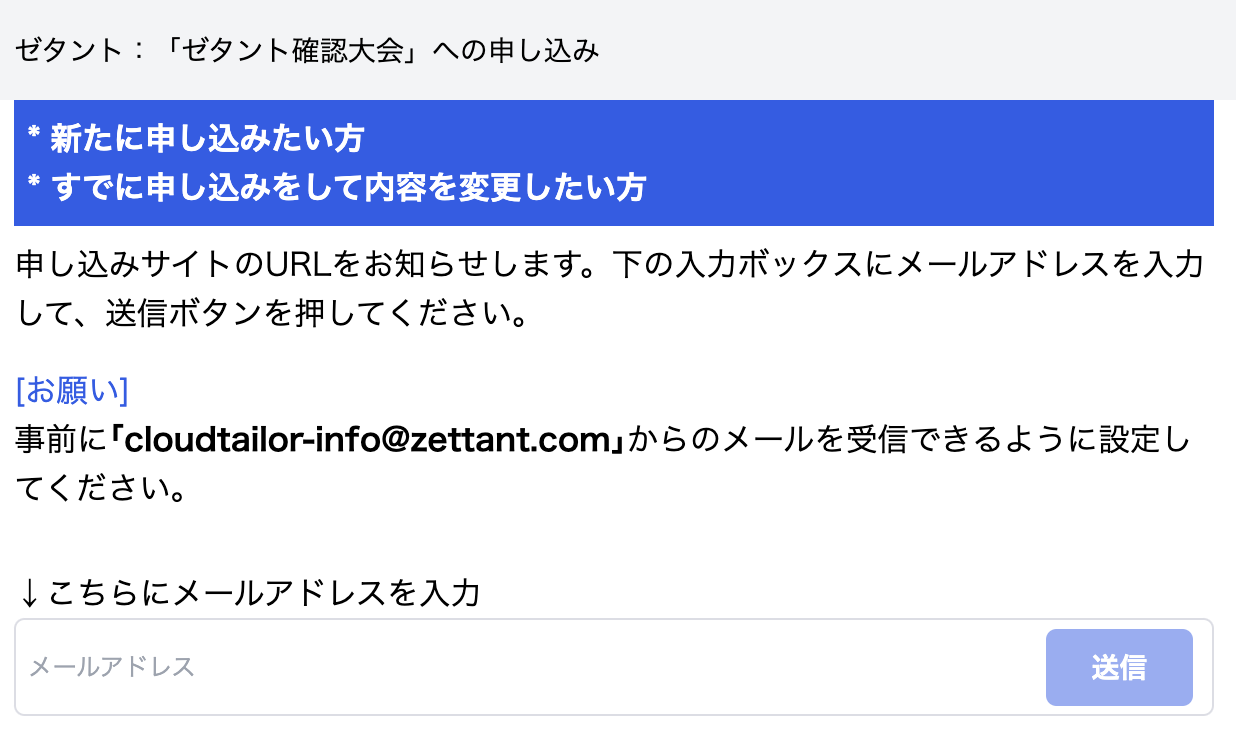 ゼタント：「ゼタント確認大会」への申し込み
* 新たに申し込みたい方
* すでに申し込みをして内容を変更したい方
申し込みサイトのURLをお知らせします。下の入力ボックスにメールアドレスを入力
して、送信ボタンを押してください。
[お願い]
事前に「cloudtailor-info@zettant.com」からのメールを受信できるように設定し
てください。
↓こちらにメールアドレスを入力
メールアドレス
送信